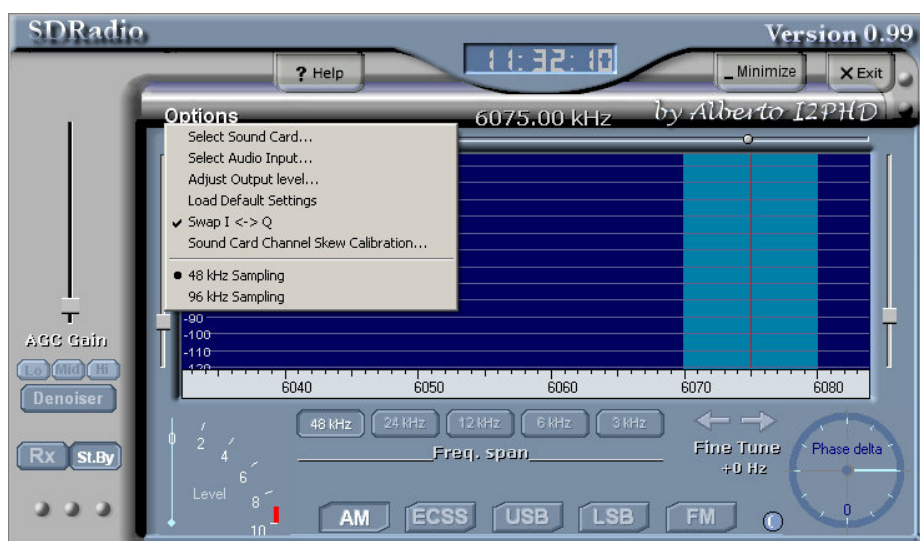 SDRadio
Version 0.99
11:32:10
? Help
Minimize
X Exit
Options
6075.00 kHz
by Alberto I2PHD
Select Sound Card...
Select Audio Input...
Adjust Output level...
Load Default Settings
Swap I <-> Q
Sound Card Channel Skew Calibration...
48 kHz Sampling
96 kHz Sampling
-90
-100
-110
-120
6040 6050 6060 6070 6080
AGC Gain
Lo Mid Hi
Denoiser
Rx St.By
0 2 4 6 8 10
Level
48 kHz 24 kHz 12 kHz 6 kHz 3 kHz
Freq. span
Fine Tune
+0 Hz
Phase delta
0
AM ECSS USB LSB FM
C